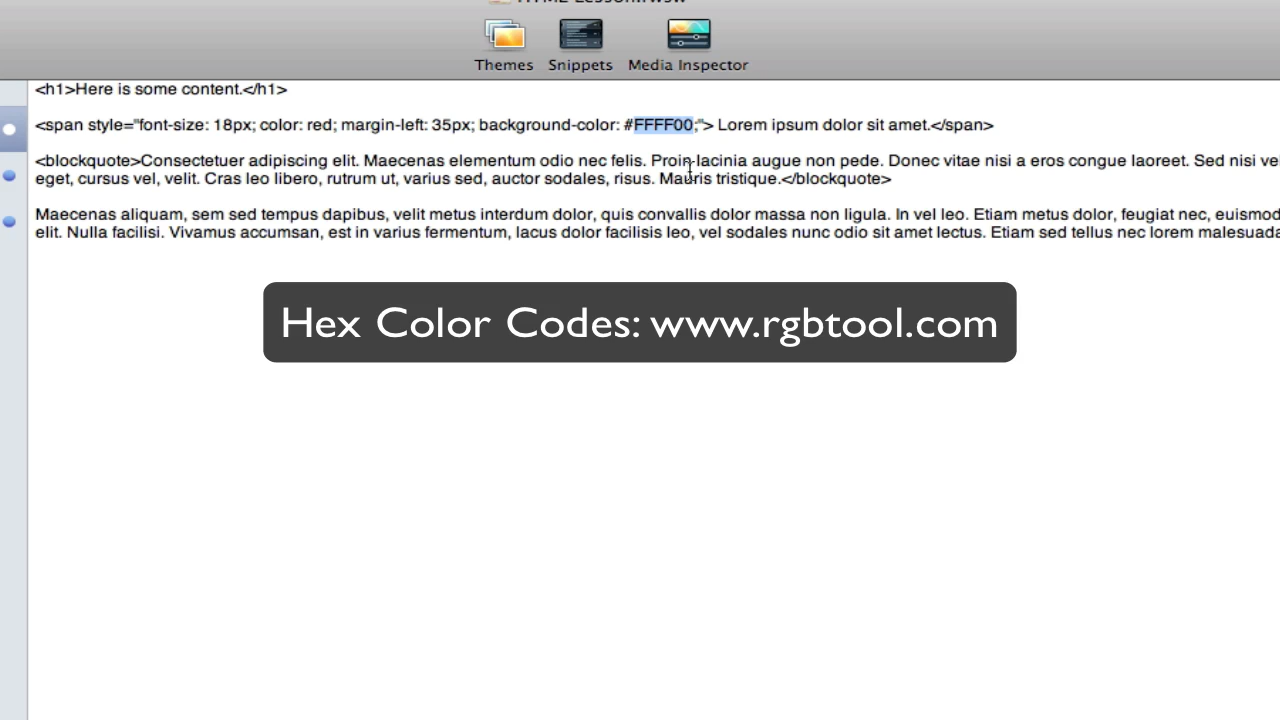 HTML Lesson.rwsw
Themes Snippets Media Inspector
<h1>Here is some content.</h1>
<span style="font-size: 18px; color: red; margin-left: 35px; background-color: #FFFF00;"> Lorem ipsum dolor sit amet.</span>
<blockquote>Consectetuer adipiscing elit. Maecenas elementum odio nec felis. Proin lacinia augue non pede. Donec vitae nisi a eros congue laoreet. Sed nisi
eget, cursus vel, velit. Cras leo libero, rutrum ut, varius sed, auctor sodales, risus. Mauris tristique.</blockquote>
Maecenas aliquam, sem sed tempus dapibus, velit metus interdum dolor, quis convallis dolor massa non ligula. In vel leo. Etiam metus dolor, feugiat nec, euismod
elit. Nulla facilisi. Vivamus accumsan, est in varius fermentum, lacus dolor facilisis leo, vel sodales nunc odio sit amet lectus. Etiam sed tellus nec lorem malesuada
Hex Color Codes: www.rgbtool.com